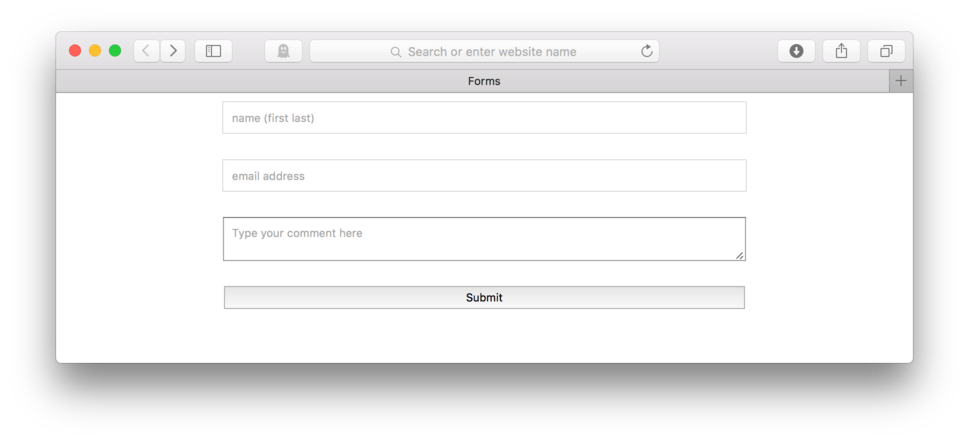 Search or enter website name
Forms
name (first last)
email address
Type your comment here
Submit